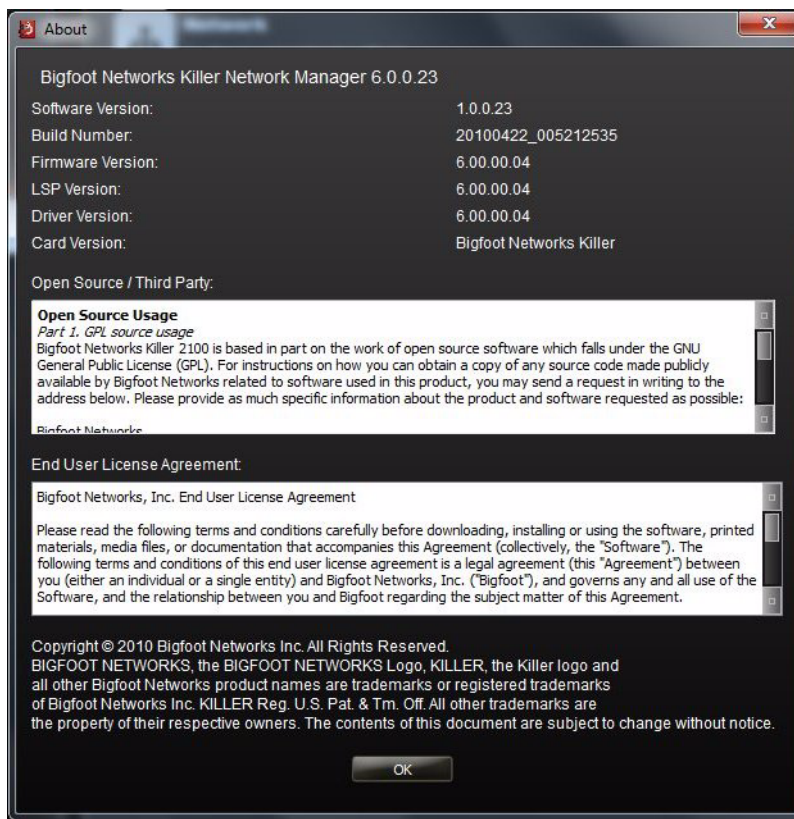 Network
About
Bigfoot Networks Killer Network Manager 6.0.0.23
Software Version: 1.0.0.23
Build Number: 20100422_005212535
Firmware Version: 6.00.00.04
LSP Version: 6.00.00.04
Driver Version: 6.00.00.04
Card Version: Bigfoot Networks Killer
Open Source / Third Party:
Open Source Usage
Part 1. GPL source usage
Bigfoot Networks Killer 2100 is based in part on the work of open source software which falls under the GNU
General Public License (GPL). For instructions on how you can obtain a copy of any source code made publicly
available by Bigfoot Networks related to software used in this product, you may send a request in writing to the
address below. Please provide as much specific information about the product and software requested as possible:
Bigfoot Networks
End User License Agreement:
Bigfoot Networks, Inc. End User License Agreement
Please read the following terms and conditions carefully before downloading, installing or using the software, printed
materials, media files, or documentation that accompanies this Agreement (collectively, the "Software"). The
following terms and conditions of this end user license agreement is a legal agreement (this "Agreement") between
you (either an individual or a single entity) and Bigfoot Networks, Inc. ("Bigfoot"), and governs any and all use of the
Software, and the relationship between you and Bigfoot regarding the subject matter of this Agreement.
Copyright © 2010 Bigfoot Networks Inc. All Rights Reserved.
BIGFOOT NETWORKS, the BIGFOOT NETWORKS Logo, KILLER, the Killer logo and
all other Bigfoot Networks product names are trademarks or registered trademarks
of Bigfoot Networks Inc. KILLER Reg. U.S. Pat. & Tm. Off. All other trademarks are
the property of their respective owners. The contents of this document are subject to change without notice.
OK